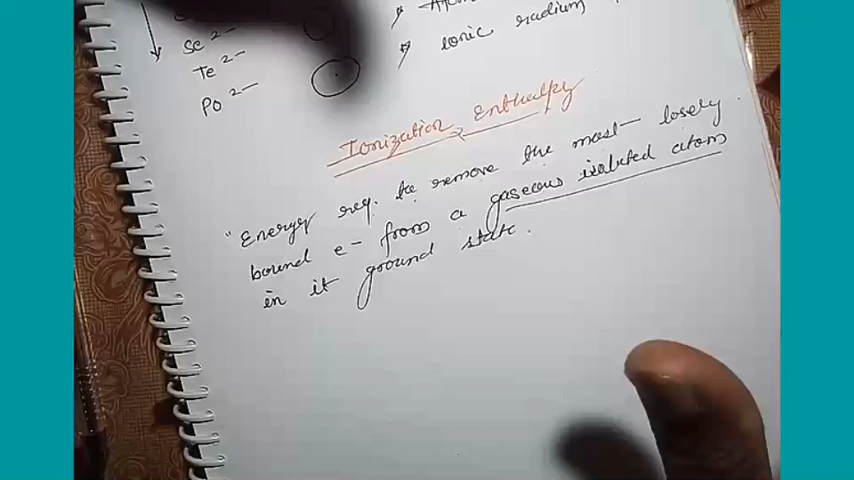 Se 2-
Te 2-
Po 2-
ionic radium
Ionization Enthalpy
"Energy req. to remove the most losely
bound e- from a gaseous isolated atom
in it ground state.